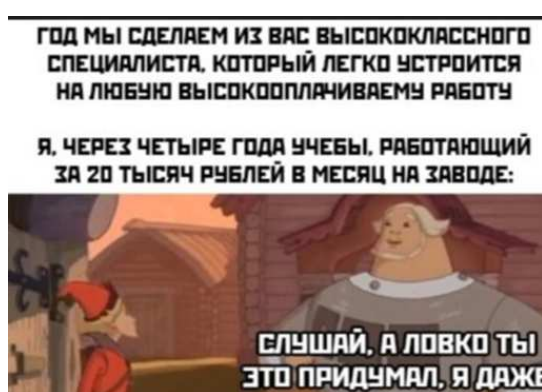 ГОД МЫ СДЕЛАЕМ ИЗ ВАС ВЫСОКОКЛАССНОГО
СПЕЦИАЛИСТА, КОТОРЫЙ ЛЕГКО УСТРОИТСЯ
НА ЛЮБУЮ ВЫСОКООПЛАЧИВАЕМУ РАБОТУ
Я, ЧЕРЕЗ ЧЕТЫРЕ ГОДА УЧЕБЫ, РАБОТАЮЩИЙ
ЗА 20 ТЫСЯЧ РУБЛЕЙ В МЕСЯЦ НА ЗАВОДЕ:
СЛУШАЙ, А ЛОВКО ТЫ
ЭТО ПРИДУМАЛ, Я ДАЖЕ